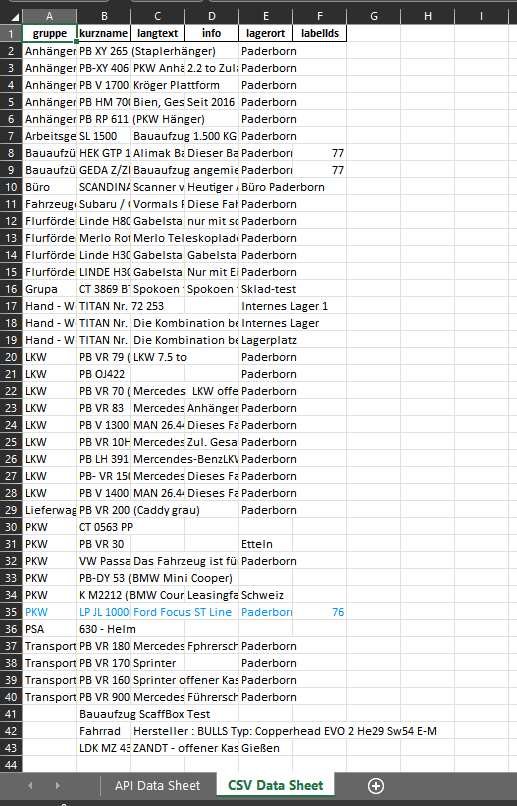 A B C D E F G H I
1 gruppe kurzname langtext info lagerort labelIds
2 Anhänger PB XY 265 (Staplerhänger) Paderborn
3 Anhänger PB-XY 406 PKW Anhä 2.2 to Zula Paderborn
4 Anhänger PB V 1700 Kröger Plattform Paderborn
5 Anhänger PB HM 700 Bien, Ges Seit 2016 Paderborn
6 Anhänger PB RP 611 (PKW Hänger) Paderborn
7 Arbeitsge SL 1500 Bauaufzug 1.500 KG Paderborn
8 Bauaufzü HEK GTP 1 Alimak Ba Dieser Ba Paderborn 77
9 Bauaufzü GEDA Z/ZI Bauaufzug angemie Paderborn 77
10 Büro SCANDINA Scanner v Heutiger A Büro Paderborn
11 Fahrzeuge Subaru / Vormals F Diese Fah Paderborn
12 Flurförde Linde H80 Gabelsta nur mit sc Paderborn
13 Flurförde Merlo Rot Merlo Teleskoplade Paderborn
14 Flurförde Linde H30 Gabelsta Gabelsta Paderborn
15 Flurförde LINDE H30 Gabelsta Nur mit Ei Paderborn
16 Grupa CT 3869 BT Spokoen Spokoen Sklad-test
17 Hand - W TITAN Nr. 72 253 Internes Lager 1
18 Hand - W TITAN Nr. Die Kombination be Internes Lager
19 Hand - W TITAN Nr. Die Kombination be Lagerplatz
20 LKW PB VR 79 ( LKW 7.5 to Paderborn
21 LKW PB OJ422 Paderborn
22 LKW PB VR 70 ( Mercedes LKW offe Paderborn
23 LKW PB VR 83 Mercedes Anhänger Paderborn
24 LKW PB V 1300 MAN 26.44 Dieses Fa Paderborn
25 LKW PB VR 10H Mercedes Zul. Gesa Paderborn
26 LKW PB LH 391 Mercendes-BenzLKW Paderborn
27 LKW PB- VR 150 Mercedes Dieses Fa Paderborn
28 LKW PB V 1400 MAN 26.44 Dieses Fa Paderborn
29 Lieferwag PB VR 200 (Caddy grau) Paderborn
30 PKW CT 0563 PP
31 PKW PB VR 30 Etteln
32 PKW VW Passa Das Fahrzeug ist fü Paderborn
33 PKW PB-DY 53 (BMW Mini Cooper)
34 PKW K M2212 (BMW Cour Leasingfa Schweiz
35 PKW LP JL 1000 Ford Focus ST Line Paderborn 76
36 PSA 630 - Helm
37 Transport PB VR 180 Mercedes Fphrersch Paderborn
38 Transport PB VR 170 Sprinter Paderborn
39 Transport PB VR 160 Sprinter offener Kas Paderborn
40 Transport PB VR 900 Mercedes Führersch Paderborn
41 Bauaufzug ScaffBox Test
42 Fahrrad Hersteller : BULLS Typ: Copperhead EVO 2 He29 Sw54 E-M
43 LDK MZ 43 ZANDT - offener Kas Gießen
44
API Data Sheet CSV Data Sheet